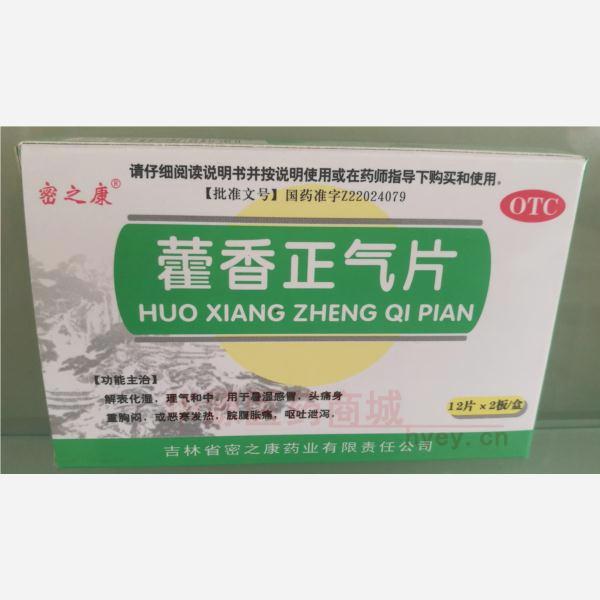 请仔细阅读说明书并按说明使用或在药师指导下购买和使用。
密之康®
【批准文号】国药准字Z22024079
OTC
藿香正气片
HUO XIANG ZHENG QI PIAN
【功能主治】
解表化湿，理气和中，用于暑湿感冒，头痛身
重胸闷，或恶寒发热，脘腹胀痛，呕吐泄泻。
12片×2板/盒
药商城
hvey.cn
吉林省密之康药业有限责任公司